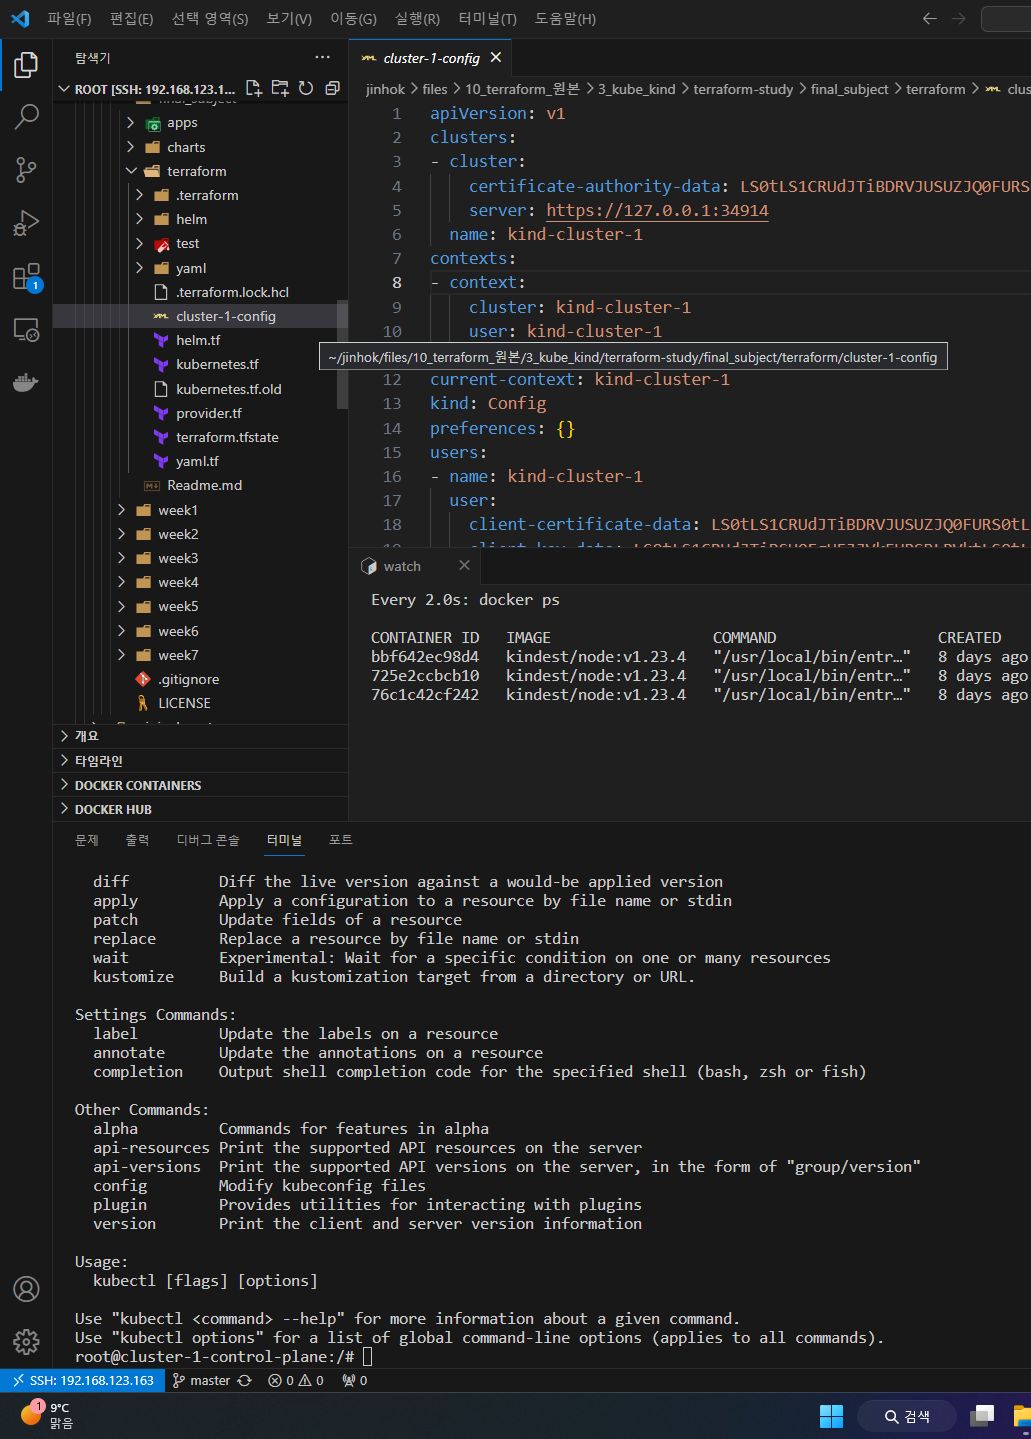 파일(F) 편집(E) 선택 영역(S) 보기(V) 이동(G) 실행(R) 터미널(T) 도움말(H)
탐색기
ROOT [SSH: 192.168.123.1...
final_subject
apps
charts
terraform
.terraform
helm
test
yaml
.terraform.lock.hcl
cluster-1-config
helm.tf
kubernetes.tf
kubernetes.tf.old
provider.tf
terraform.tfstate
yaml.tf
Readme.md
week1
week2
week3
week4
week5
week6
week7
.gitignore
LICENSE
개요
타임라인
DOCKER CONTAINERS
DOCKER HUB
1
cluster-1-config
jinhok > files > 10_terraform_원본 > 3_kube_kind > terraform-study > final_subject > terraform > clus
1 apiVersion: v1
2 clusters:
3 - cluster:
4 certificate-authority-data: LS0tLS1CRUdJTiBDRVJUSUZJQ0FURS
5 server: https://127.0.0.1:34914
6 name: kind-cluster-1
7 contexts:
8 - context:
9 cluster: kind-cluster-1
10 user: kind-cluster-1
~/jinhok/files/10_terraform_원본/3_kube_kind/terraform-study/final_subject/terraform/cluster-1-config
12 current-context: kind-cluster-1
13 kind: Config
14 preferences: {}
15 users:
16 - name: kind-cluster-1
17 user:
18 client-certificate-data: LS0tLS1CRUdJTiBDRVJUSUZJQ0FURS0tL
watch
Every 2.0s: docker ps
CONTAINER ID IMAGE COMMAND CREATED
bbf642ec98d4 kindest/node:v1.23.4 "/usr/local/bin/entr…" 8 days ago
725e2ccbcb10 kindest/node:v1.23.4 "/usr/local/bin/entr…" 8 days ago
76c1c42cf242 kindest/node:v1.23.4 "/usr/local/bin/entr…" 8 days ago
문제 출력 디버그 콘솔 터미널 포트
diff Diff the live version against a would-be applied version
apply Apply a configuration to a resource by file name or stdin
patch Update fields of a resource
replace Replace a resource by file name or stdin
wait Experimental: Wait for a specific condition on one or many resources
kustomize Build a kustomization target from a directory or URL.
Settings Commands:
label Update the labels on a resource
annotate Update the annotations on a resource
completion Output shell completion code for the specified shell (bash, zsh or fish)
Other Commands:
alpha Commands for features in alpha
api-resources Print the supported API resources on the server
api-versions Print the supported API versions on the server, in the form of "group/version"
config Modify kubeconfig files
plugin Provides utilities for interacting with plugins
version Print the client and server version information
Usage:
kubectl [flags] [options]
Use "kubectl <command> --help" for more information about a given command.
Use "kubectl options" for a list of global command-line options (applies to all commands).
root@cluster-1-control-plane:/#
SSH: 192.168.123.163 master 0 0 0
1
9°C
맑음
검색